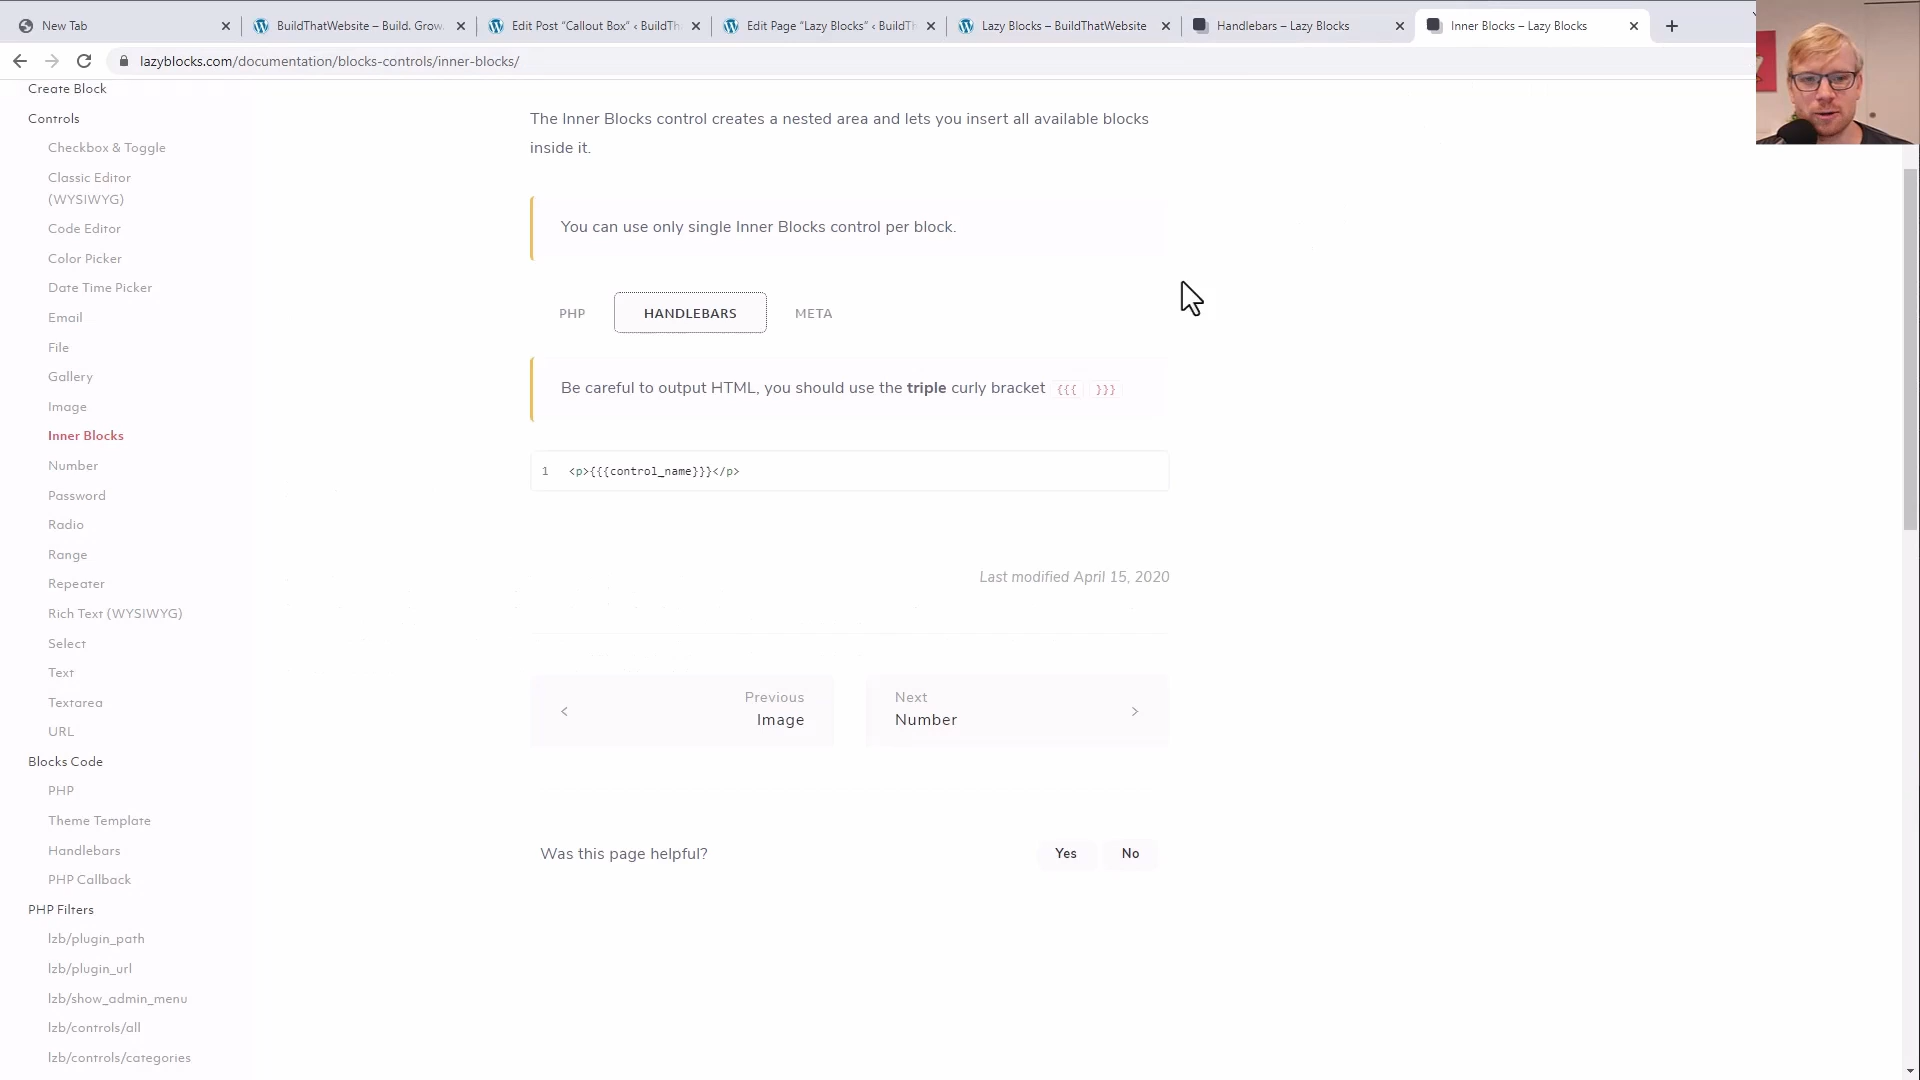 New Tab
BuildThatWebsite – Build. Grow.
Edit Post “Callout Box” ‹ BuildTh
Edit Page “Lazy Blocks” ‹ BuildTh
Lazy Blocks – BuildThatWebsite
Handlebars – Lazy Blocks
Inner Blocks – Lazy Blocks
lazyblocks.com/documentation/blocks-controls/inner-blocks/
Create Block
Controls
Checkbox & Toggle
Classic Editor
(WYSIWYG)
Code Editor
Color Picker
Date Time Picker
Email
File
Gallery
Image
Inner Blocks
Number
Password
Radio
Range
Repeater
Rich Text (WYSIWYG)
Select
Text
Textarea
URL
Blocks Code
PHP
Theme Template
Handlebars
PHP Callback
PHP Filters
lzb/plugin_path
lzb/plugin_url
lzb/show_admin_menu
lzb/controls/all
lzb/controls/categories
The Inner Blocks control creates a nested area and lets you insert all available blocks
inside it.
You can use only single Inner Blocks control per block.
PHP HANDLEBARS META
Be careful to output HTML, you should use the triple curly bracket {{{ }}}
1 <p>{{{control_name}}}</p>
Last modified April 15, 2020
< Previous
Image
Next >
Number
Was this page helpful? Yes No